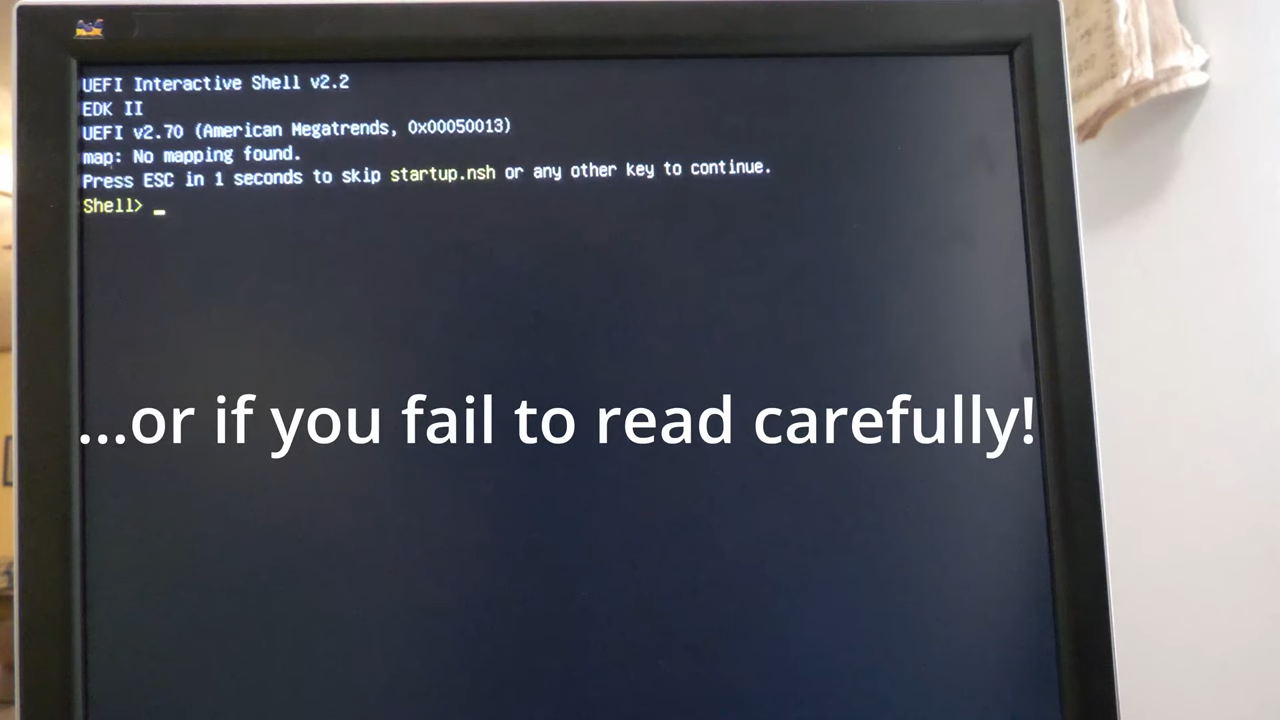 UEFI Interactive Shell v2.2
EDK II
UEFI v2.70 (American Megatrends, 0x00050013)
map: No mapping found.
Press ESC in 1 seconds to skip startup.nsh or any other key to continue.
Shell> _
...or if you fail to read carefully!